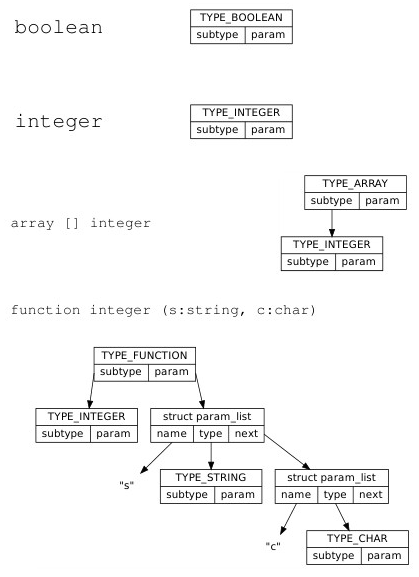 boolean
TYPE_BOOLEAN
subtype param
integer
TYPE_INTEGER
subtype param
array [] integer
TYPE_ARRAY
subtype param
TYPE_INTEGER
subtype param
function integer (s:string, c:char)
TYPE_FUNCTION
subtype param
TYPE_INTEGER
subtype param
struct param_list
name type next
"s"
TYPE_STRING
subtype param
struct param_list
name type next
"c"
TYPE_CHAR
subtype param